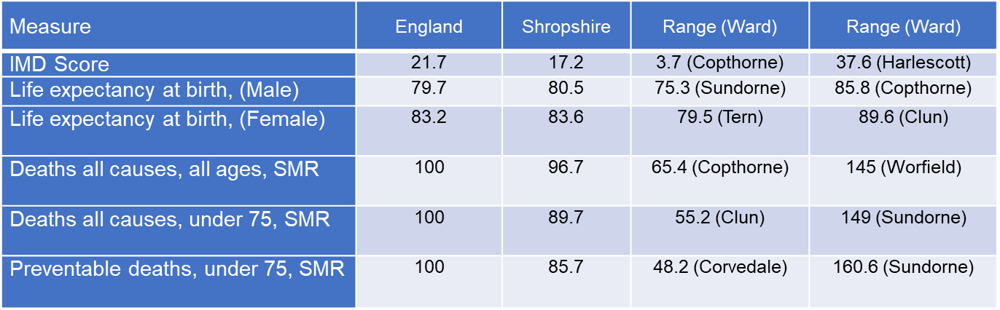 Measure England Shropshire Range (Ward) Range (Ward)
IMD Score 21.7 17.2 3.7 (Copthorne) 37.6 (Harlescott)
Life expectancy at birth, (Male) 79.7 80.5 75.3 (Sundorne) 85.8 (Copthorne)
Life expectancy at birth, (Female) 83.2 83.6 79.5 (Tern) 89.6 (Clun)
Deaths all causes, all ages, SMR 100 96.7 65.4 (Copthorne) 145 (Worfield)
Deaths all causes, under 75, SMR 100 89.7 55.2 (Clun) 149 (Sundorne)
Preventable deaths, under 75, SMR 100 85.7 48.2 (Corvedale) 160.6 (Sundorne)